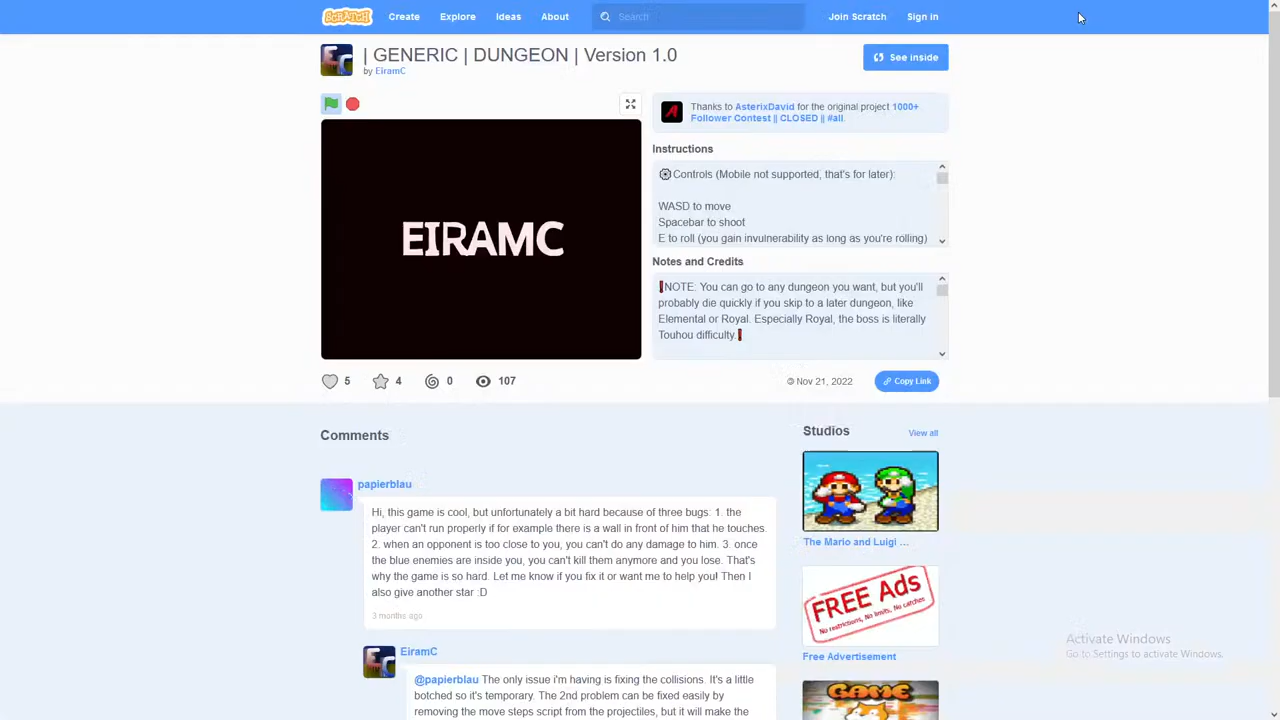 SCRATCH Create Explore Ideas About Search Join Scratch Sign in
| GENERIC | DUNGEON | Version 1.0
by EiramC
See inside
Thanks to AsterixDavid for the original project 1000+
Follower Contest || CLOSED || #all.
Instructions
Controls (Mobile not supported, that's for later):
WASD to move
Spacebar to shoot
E to roll (you gain invulnerability as long as you're rolling)
EIRAMC
Notes and Credits
NOTE: You can go to any dungeon you want, but you'll
probably die quickly if you skip to a later dungeon, like
Elemental or Royal. Especially Royal, the boss is literally
Touhou difficulty.
5 4 0 107
© Nov 21, 2022
Copy Link
Comments
papierblau
Hi, this game is cool, but unfortunately a bit hard because of three bugs: 1. the
player can't run properly if for example there is a wall in front of him that he touches.
2. when an opponent is too close to you, you can't do any damage to him. 3. once
the blue enemies are inside you, you can't kill them anymore and you lose. That's
why the game is so hard. Let me know if you fix it or want me to help you! Then I
also give another star :D
3 months ago
EiramC
@papierblau The only issue i'm having is fixing the collisions. It's a little
botched so it's temporary. The 2nd problem can be fixed easily by
removing the move steps script from the projectiles, but it will make the
Studios
View all
The Mario and Luigi ...
FREE Ads
No restrictions, No limits, No catches
Free Advertisement
GAME
Activate Windows
Go to Settings to activate Windows.